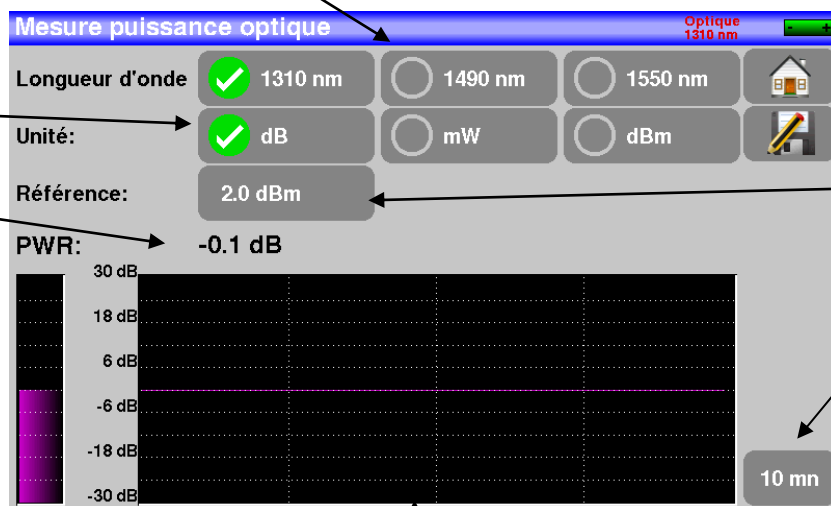 Mesure puissance optique
Optique
1310 nm
- +
Longueur d'onde 1310 nm 1490 nm 1550 nm
Unité: dB mW dBm
Référence: 2.0 dBm
PWR: -0.1 dB
30 dB
18 dB
6 dB
-6 dB
-18 dB
-30 dB
10 mn